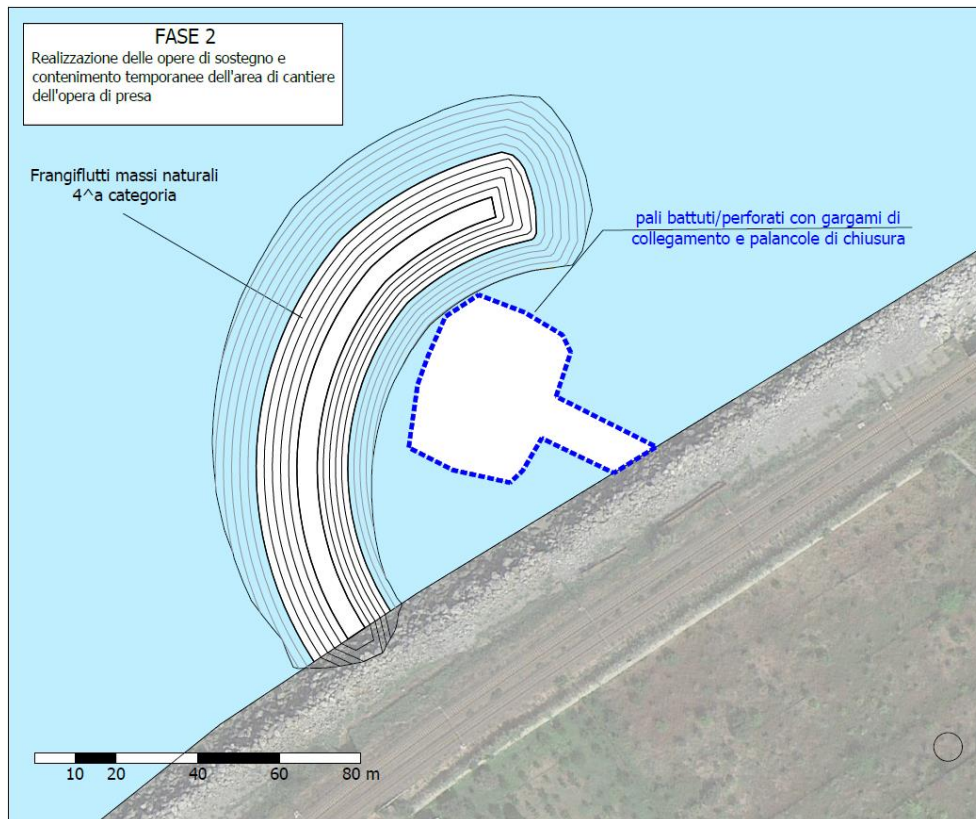 FASE 2
Realizzazione delle opere di sostegno e
contenimento temporanee dell'area di cantiere
dell'opera di presa
Frangiflutti massi naturali
4^a categoria
pali battuti/perforati con gargami di
collegamento e palancole di chiusura
10 20 40 60 80 m